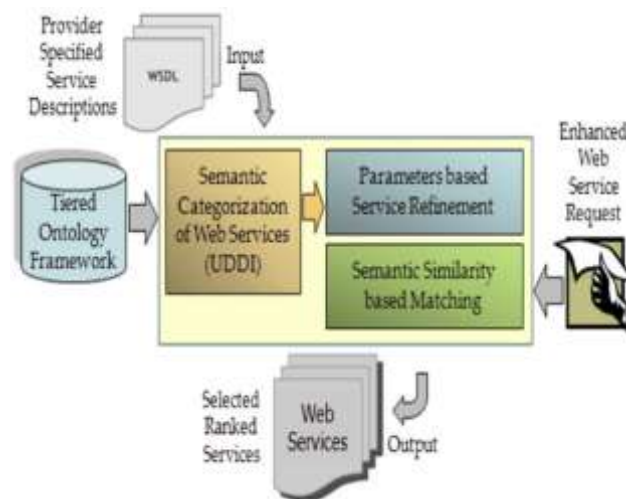 Provider
Specified
Service
Descriptions
WSDL
Input
Tiered
Ontology
Framework
Semantic
Categorization
of Web Services
(UDDI)
Parameters based
Service Refinement
Semantic Similarity
based Matching
Enhanced
Web
Service
Request
Selected
Ranked
Services
Web
Services
Output